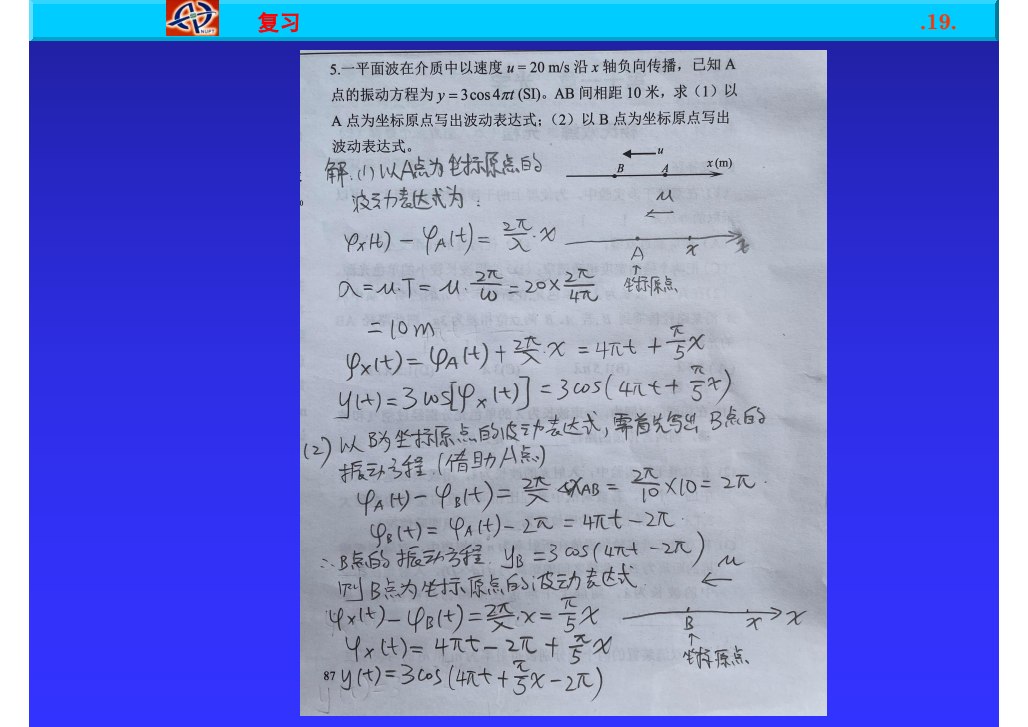 复习
.19.
NUPT
5.一平面波在介质中以速度 u = 20 m/s 沿 x 轴负向传播，已知 A
点的振动方程为 y = 3cos4πt (SI)。AB 间相距 10 米，求（1）以
A 点为坐标原点写出波动表达式；（2）以 B 点为坐标原点写出
波动表达式。
u
B A x (m)
解.(1)以A点为坐标原点的
波动表达式为:
u
φx(t) - φA(t) = 2π/λ · x
A x x
↑
坐标原点
λ = u·T = u· 2π/ω = 20× 2π/4π
= 10 m
φx(t) = φA(t) + 2π/λ · x = 4πt + π/5 x
y(t) = 3 cos[φx(t)] = 3cos(4πt + π/5 x)
(2) 以B为坐标原点的波动表达式, 需首先写出 B点的
振动方程.(借助A点)
φA(t) - φB(t) = 2π/λ ΔxAB = 2π/10 ×10 = 2π.
φB(t) = φA(t) - 2π = 4πt - 2π.
∴ B点的振动方程. yB = 3 cos(4πt - 2π)
u
则B点为坐标原点的波动表达式
φx(t) - φB(t) = 2π/λ · x = π/5 x
B x x
↑
坐标原点
φx(t) = 4πt - 2π + π/5 x
87 y(t) = 3cos(4πt + π/5 x - 2π)